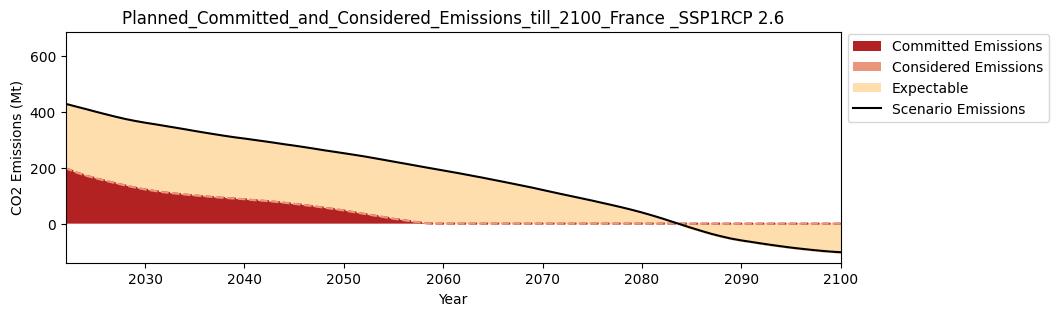 Planned_Committed_and_Considered_Emissions_till_2100_France _SSP1RCP 2.6
Committed Emissions
Considered Emissions
Expectable
Scenario Emissions
CO2 Emissions (Mt)
600
400
200
0
2030
2040
2050
2060
2070
2080
2090
2100
Year